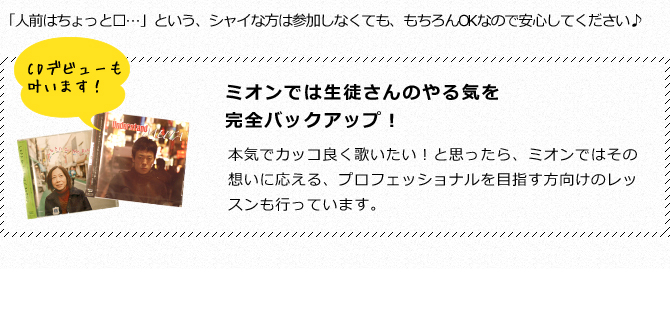 「人前はちょっと□…」という、シャイな方は参加しなくても、もちろんOKなので安心してください♪
CDデビューも
叶います！
ミオンでは生徒さんのやる気を
完全バックアップ！
本気でカッコ良く歌いたい！と思ったら、ミオンではその
想いに応える、プロフェッショナルを目指す方向けのレッ
スンも行っています。